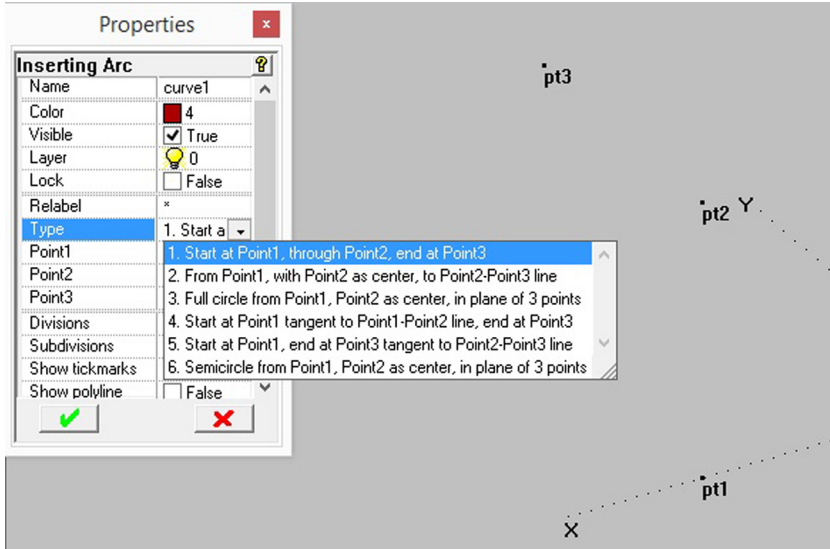 Properties
x
Inserting Arc
?
Name curve1
Color 4
Visible True
Layer 0
Lock False
Relabel *
Type 1. Start a
Point1
Point2
Point3
Divisions
Subdivisions
Show tickmarks
Show polyline False
1. Start at Point1, through Point2, end at Point3
2. From Point1, with Point2 as center, to Point2-Point3 line
3. Full circle from Point1, Point2 as center, in plane of 3 points
4. Start at Point1 tangent to Point1-Point2 line, end at Point3
5. Start at Point1, end at Point3 tangent to Point2-Point3 line
6. Semicircle from Point1, Point2 as center, in plane of 3 points
pt3
pt2 Y
pt1
X